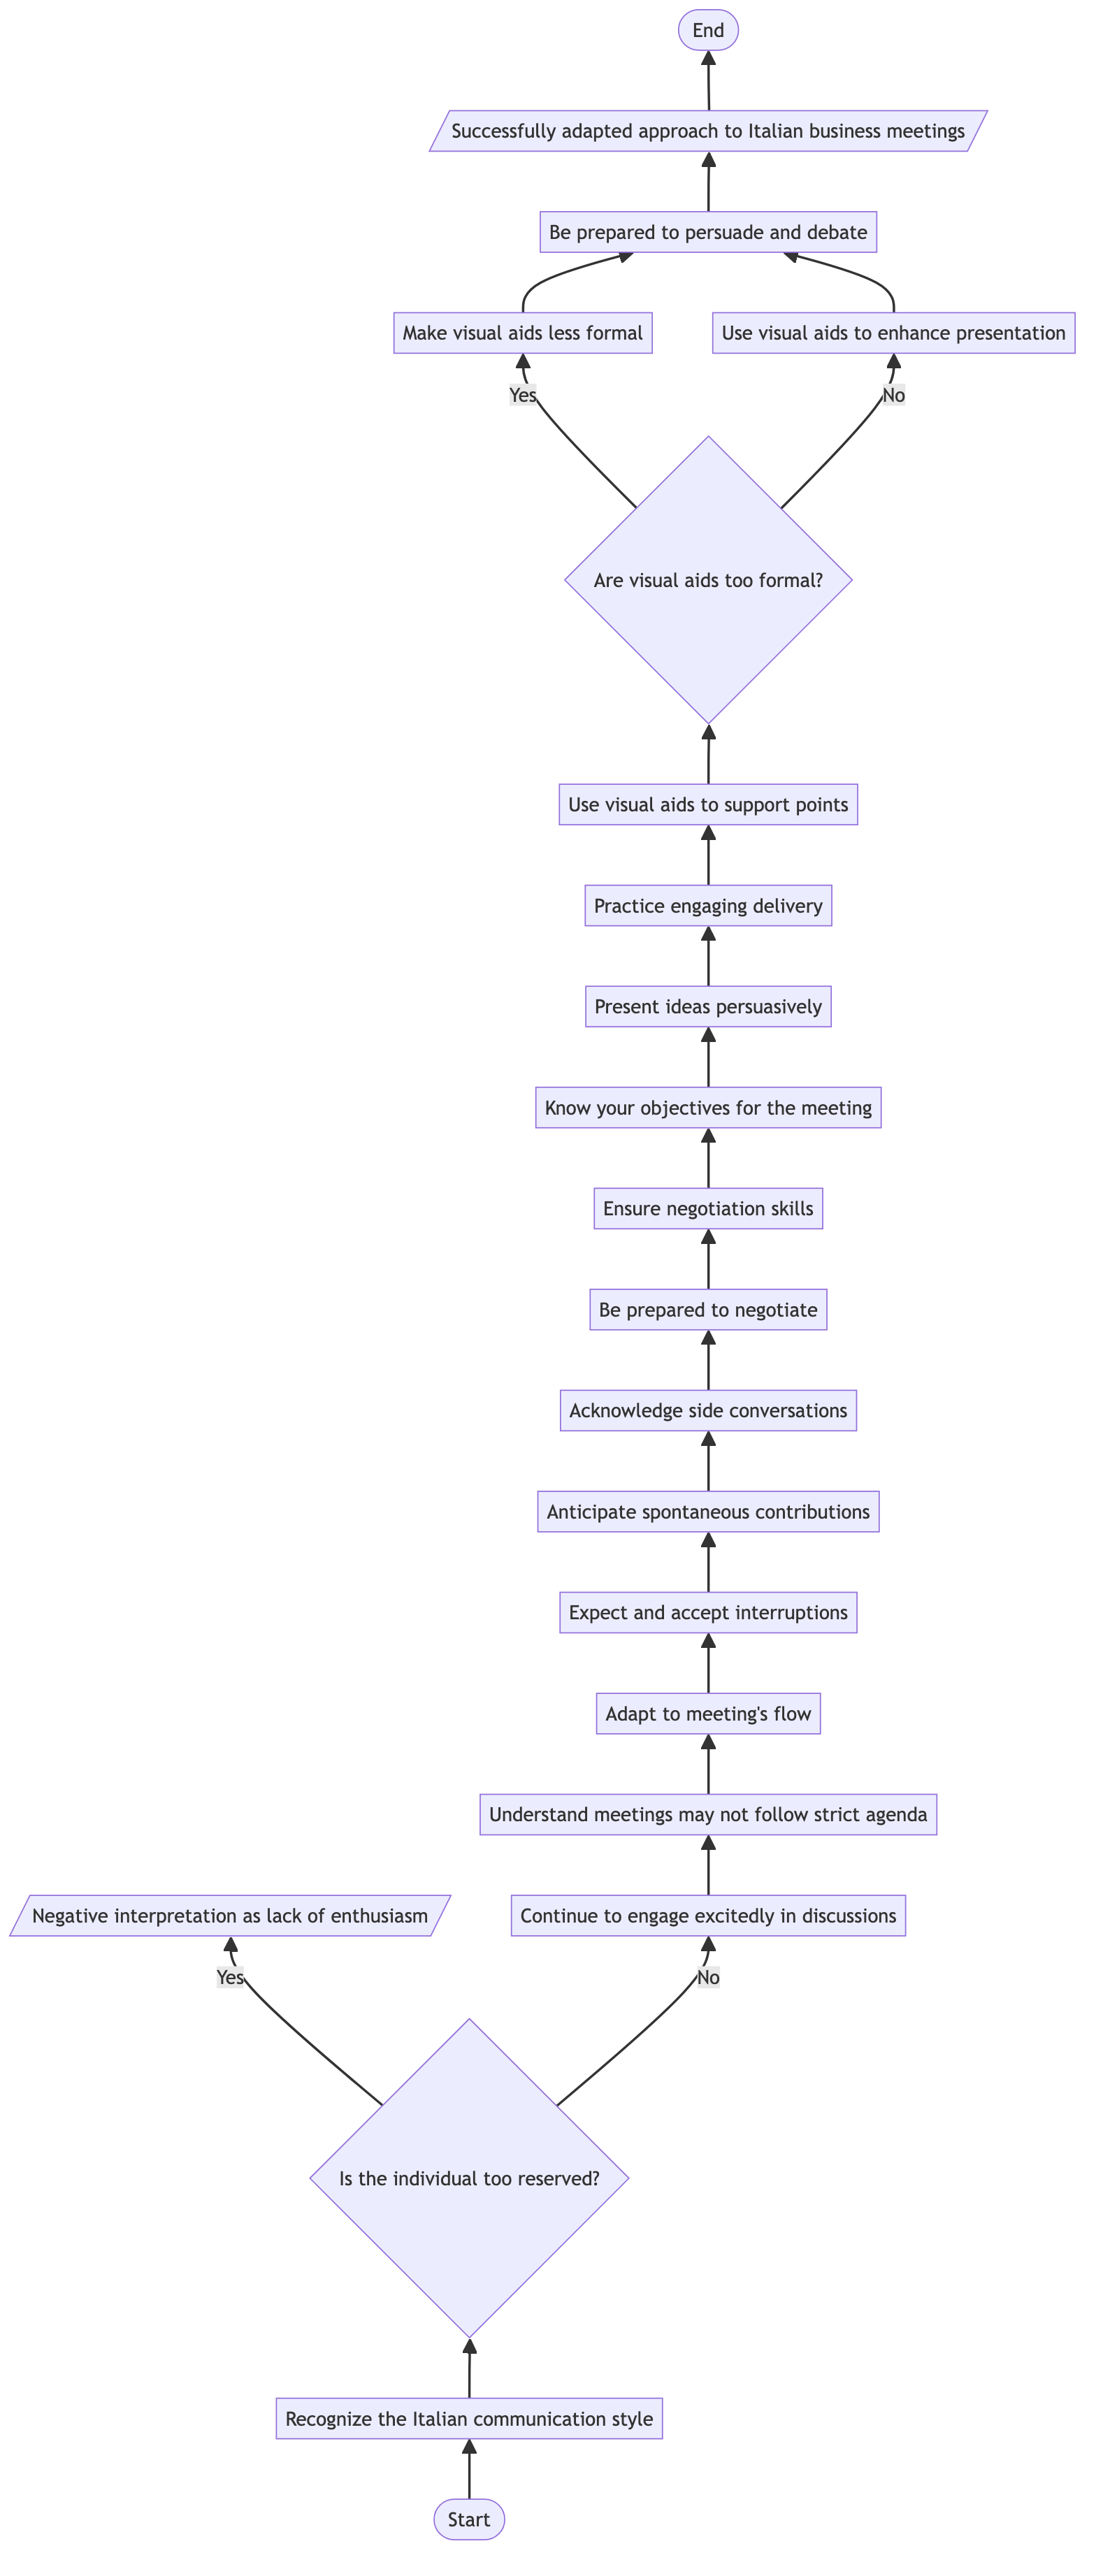 End
Successfully adapted approach to Italian business meetings
Be prepared to persuade and debate
Make visual aids less formal
Use visual aids to enhance presentation
Yes
No
Are visual aids too formal?
Use visual aids to support points
Practice engaging delivery
Present ideas persuasively
Know your objectives for the meeting
Ensure negotiation skills
Be prepared to negotiate
Acknowledge side conversations
Anticipate spontaneous contributions
Expect and accept interruptions
Adapt to meeting's flow
Understand meetings may not follow strict agenda
Negative interpretation as lack of enthusiasm
Continue to engage excitedly in discussions
Yes
No
Is the individual too reserved?
Recognize the Italian communication style
Start